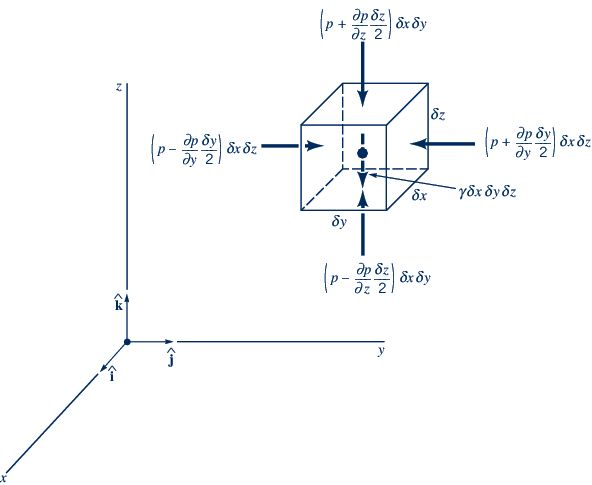 (p + ∂p/∂z δz/2) δx δy
z
δz
(p − ∂p/∂y δy/2) δx δz
(p + ∂p/∂y δy/2) δx δz
γδx δy δz
δx
δy
(p − ∂p/∂z δz/2) δx δy
k̂
ĵ
y
î
x